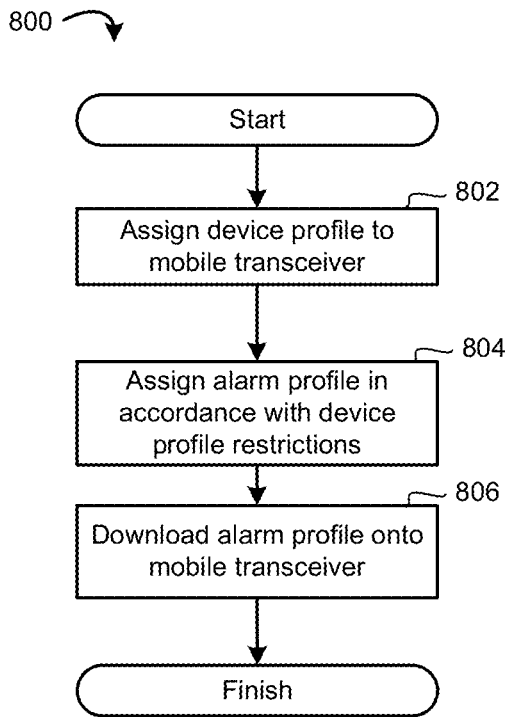 800
Start
802
Assign device profile to
mobile transceiver
804
Assign alarm profile in
accordance with device
profile restrictions
806
Download alarm profile onto
mobile transceiver
Finish